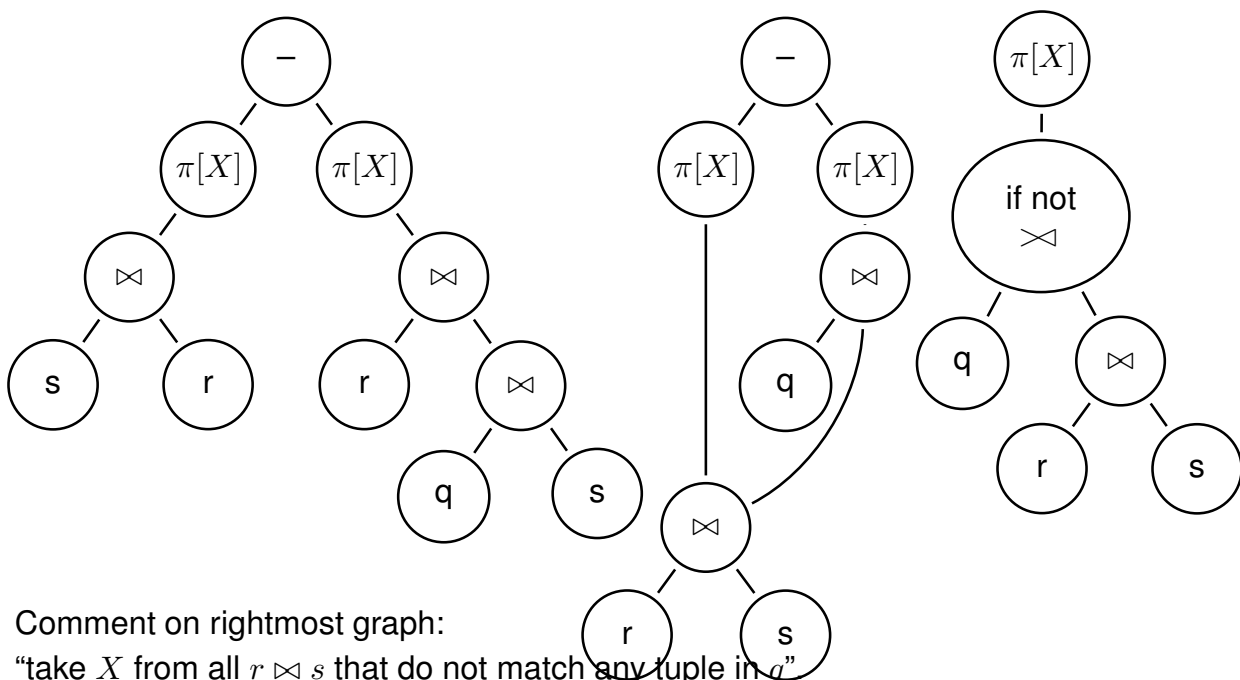 −
π[X]
π[X]
⋈
⋈
s
r
r
⋈
q
s
−
π[X]
π[X]
⋈
q
⋈
r
s
π[X]
if not
⋊
q
⋈
r
s
Comment on rightmost graph:
“take X from all r ⋈ s that do not match any tuple in q”.